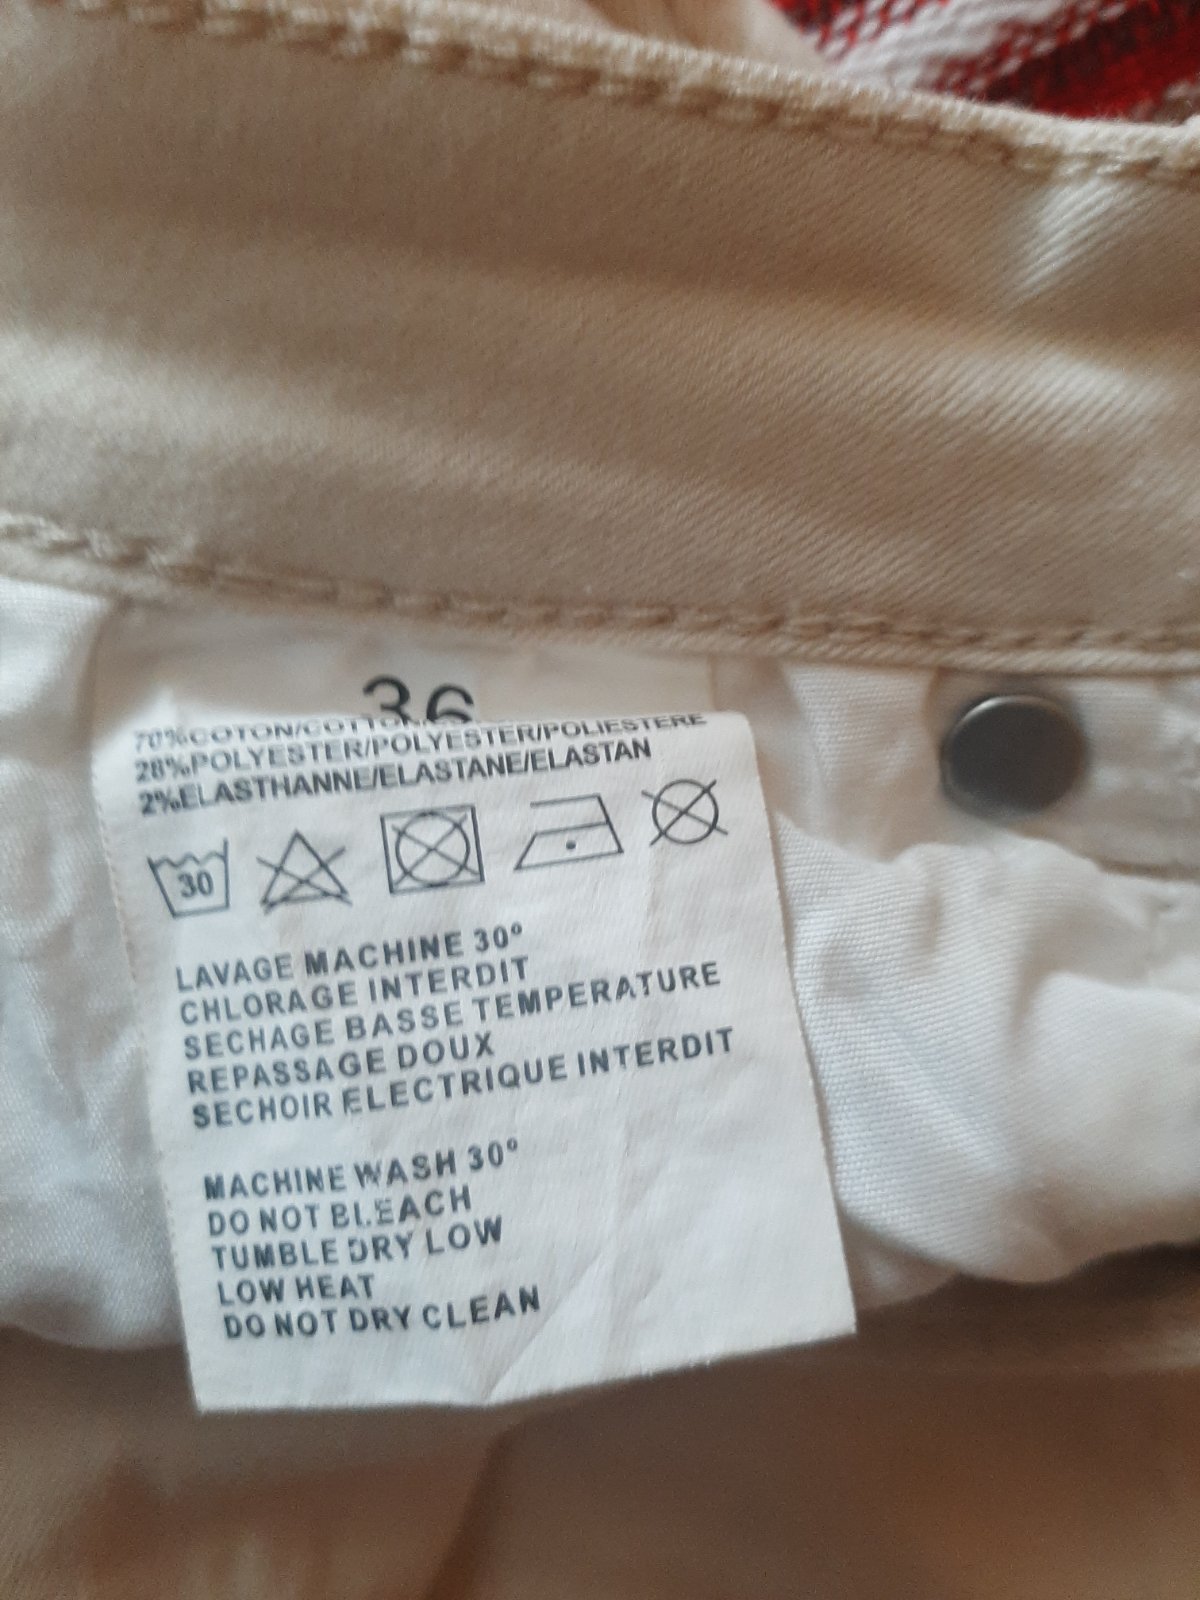 36
70%COTON/COTTON
28%POLYESTER/POLYESTER/POLIESTERE
2%ELASTHANNE/ELASTANE/ELASTAN
30
LAVAGE MACHINE 30°
CHLORAGE INTERDIT
SECHAGE BASSE TEMPERATURE
REPASSAGE DOUX
SECHOIR ELECTRIQUE INTERDIT
MACHINE WASH 30°
DO NOT BLEACH
TUMBLE DRY LOW
LOW HEAT
DO NOT DRY CLEAN